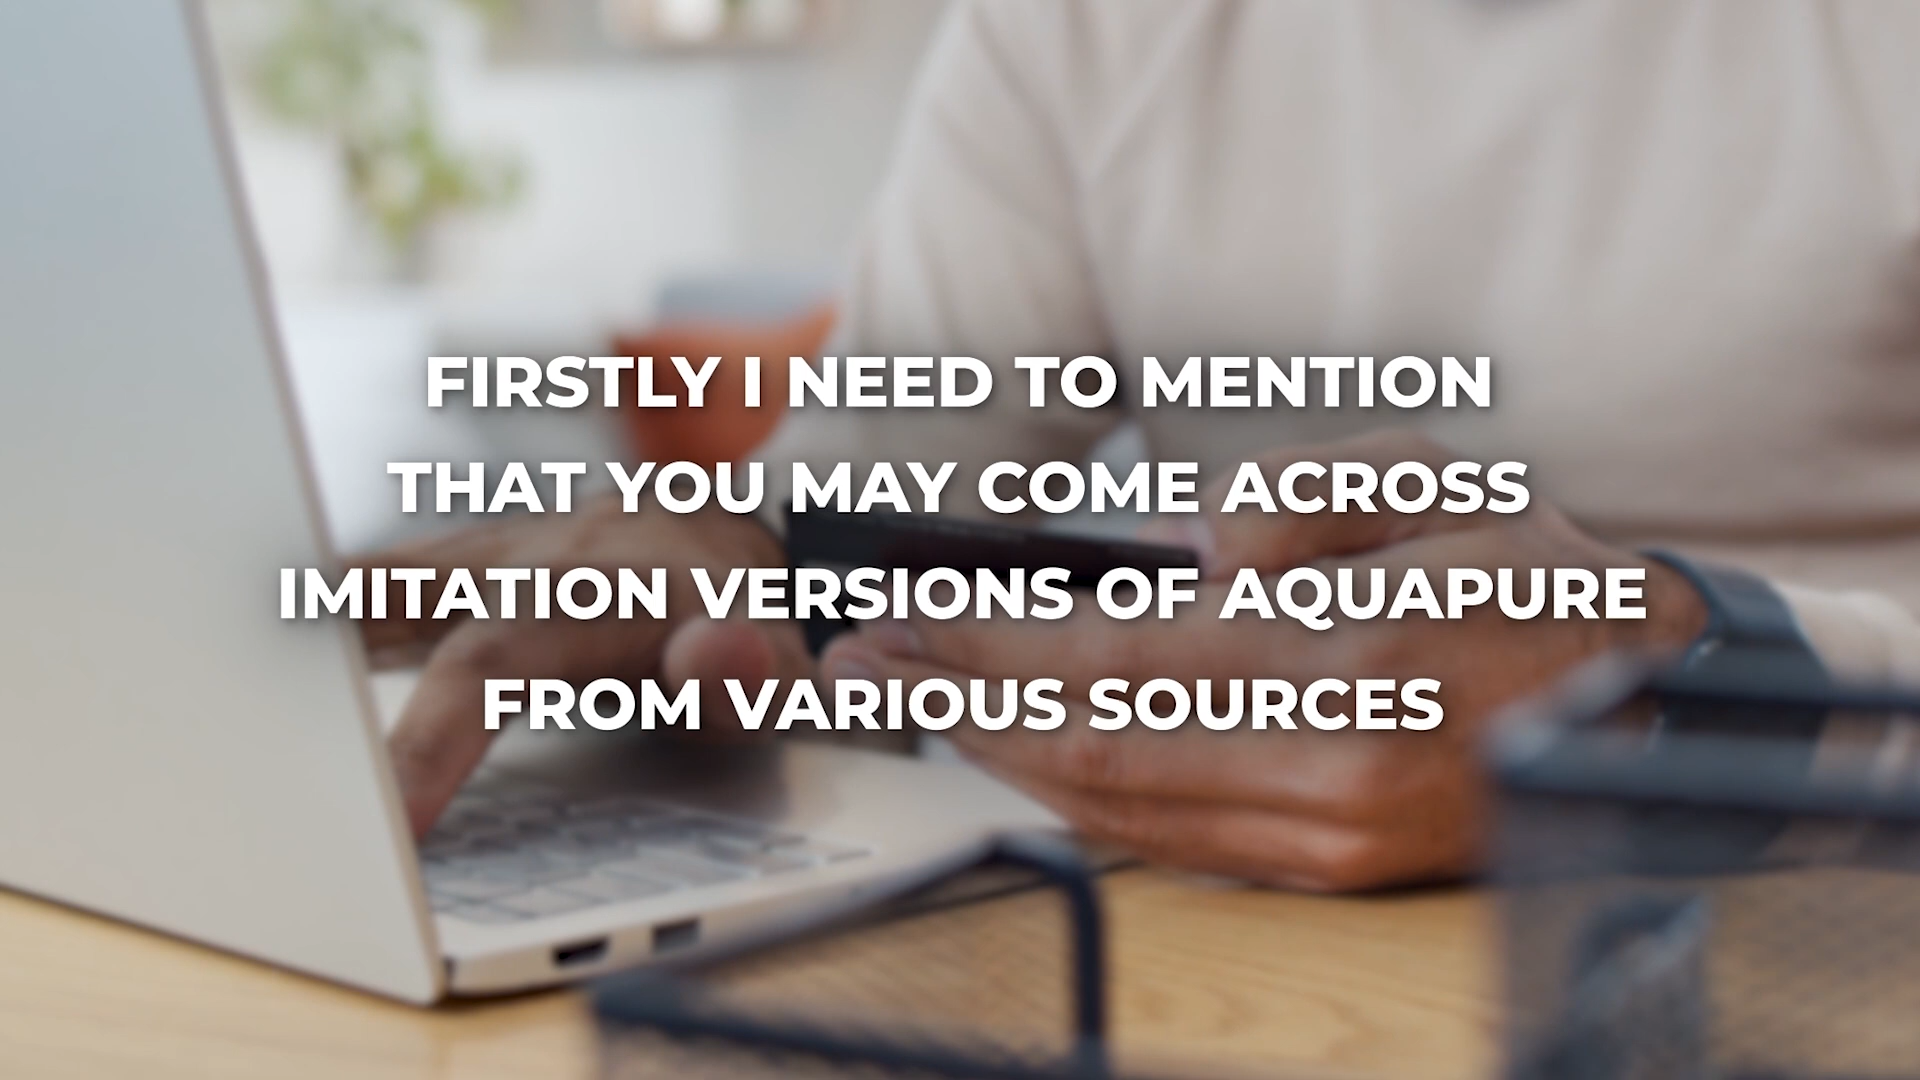 FIRSTLY I NEED TO MENTION
THAT YOU MAY COME ACROSS
IMITATION VERSIONS OF AQUAPURE
FROM VARIOUS SOURCES